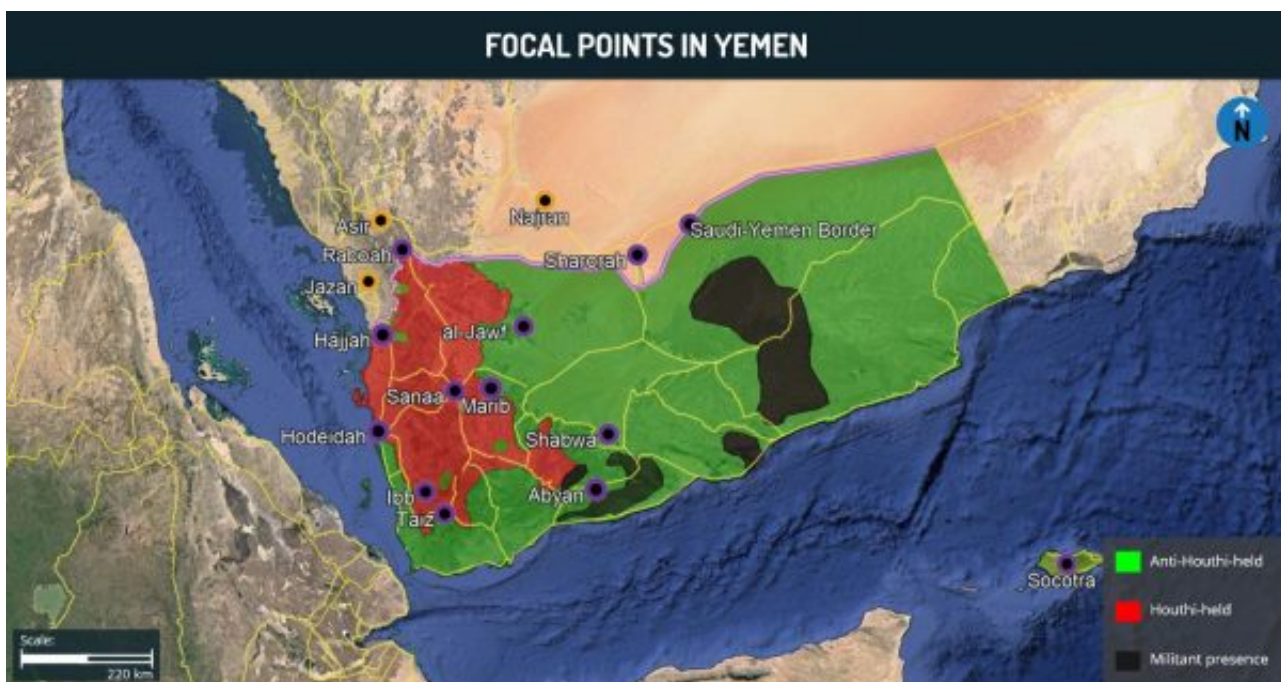 FOCAL POINTS IN YEMEN
N
Asir
Najran
Raboah
Saudi-Yemen Border
Sharorah
Jazan
Hajjah
al-Jawf
Sanaa
Marib
Hodeidah
Shabwa
Ibb
Abyan
Taiz
Socotra
Anti-Houthi-held
Houthi-held
Militant presence
Scale:
220 km